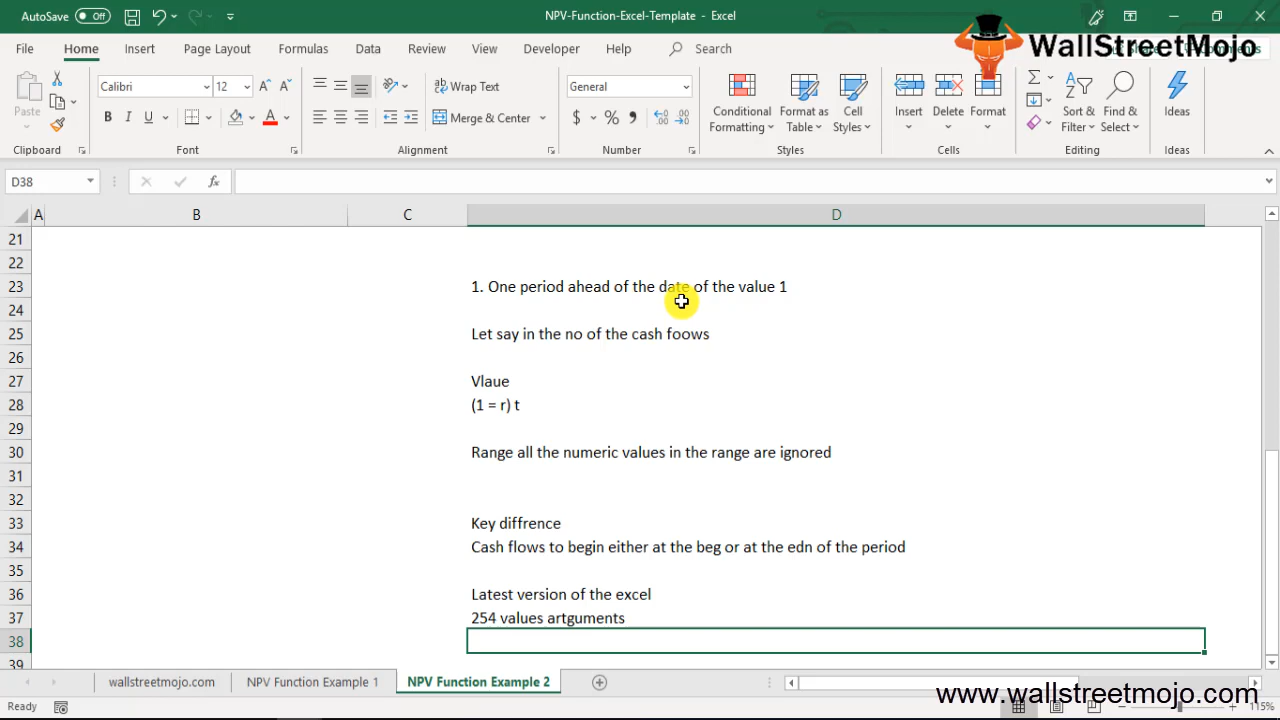 AutoSave Off
NPV-Function-Excel-Template - Excel
File Home Insert Page Layout Formulas Data Review View Developer Help Search
WallStreetMojo
Paste
Calibri 12
B I U A
Wrap Text
Merge & Center
General
$ % ,
Conditional Formatting
Format as Table
Cell Styles
Insert
Delete
Format
Sort & Filter
Find & Select
Ideas
Clipboard Font Alignment Number Styles Cells Editing Ideas
D38 fx
A B C D
21
22
23 1. One period ahead of the date of the value 1
24
25 Let say in the no of the cash foows
26
27 Vlaue
28 (1 = r) t
29
30 Range all the numeric values in the range are ignored
31
32
33 Key diffrence
34 Cash flows to begin either at the beg or at the edn of the period
35
36 Latest version of the excel
37 254 values artguments
38
39
wallstreetmojo.com NPV Function Example 1 NPV Function Example 2
www.wallstreetmojo.com
Ready 115%